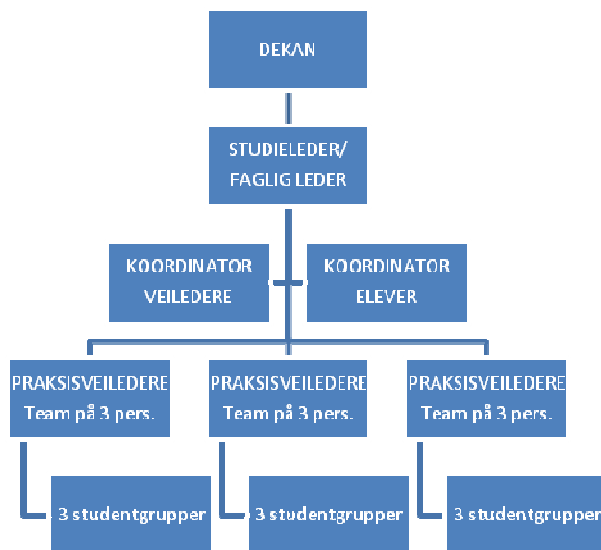 DEKAN
STUDIELEDER/
FAGLIG LEDER
KOORDINATOR
VEILEDERE
KOORDINATOR
ELEVER
PRAKSISVEILEDERE
Team på 3 pers.
PRAKSISVEILEDERE
Team på 3 pers.
PRAKSISVEILEDERE
Team på 3 pers.
3 studentgrupper
3 studentgrupper
3 studentgrupper